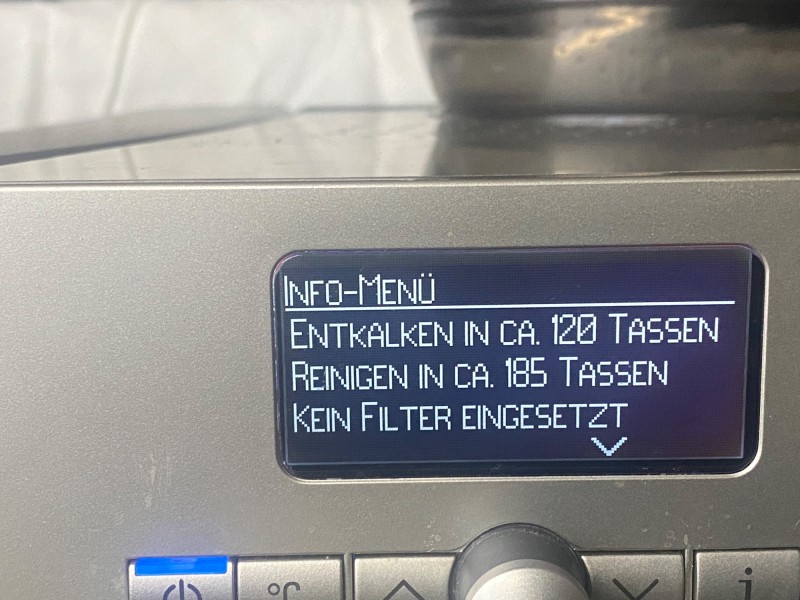 Info-Menü
Entkalken in ca. 120 Tassen
Reinigen in ca. 185 Tassen
Kein Filter eingesetzt
°C
i